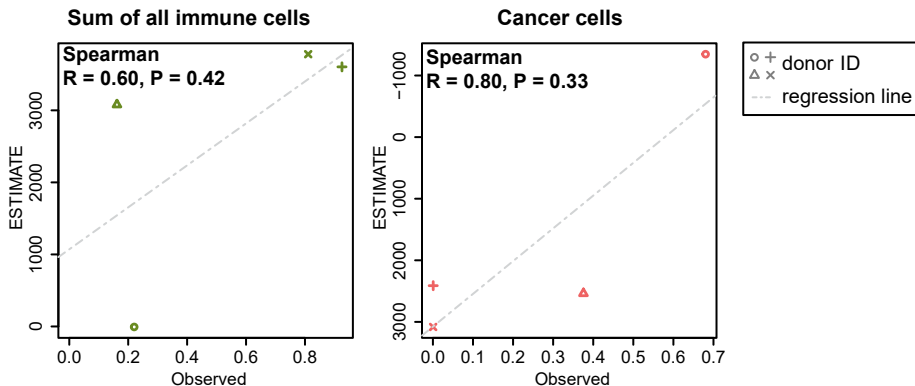 Sum of all immune cells
Spearman
R = 0.60, P = 0.42
ESTIMATE
3000
2000
1000
0
0.0 0.2 0.4 0.6 0.8
Observed
Cancer cells
Spearman
R = 0.80, P = 0.33
ESTIMATE
−1000
0
1000
2000
3000
0.0 0.1 0.2 0.3 0.4 0.5 0.6 0.7
Observed
donor ID
regression line